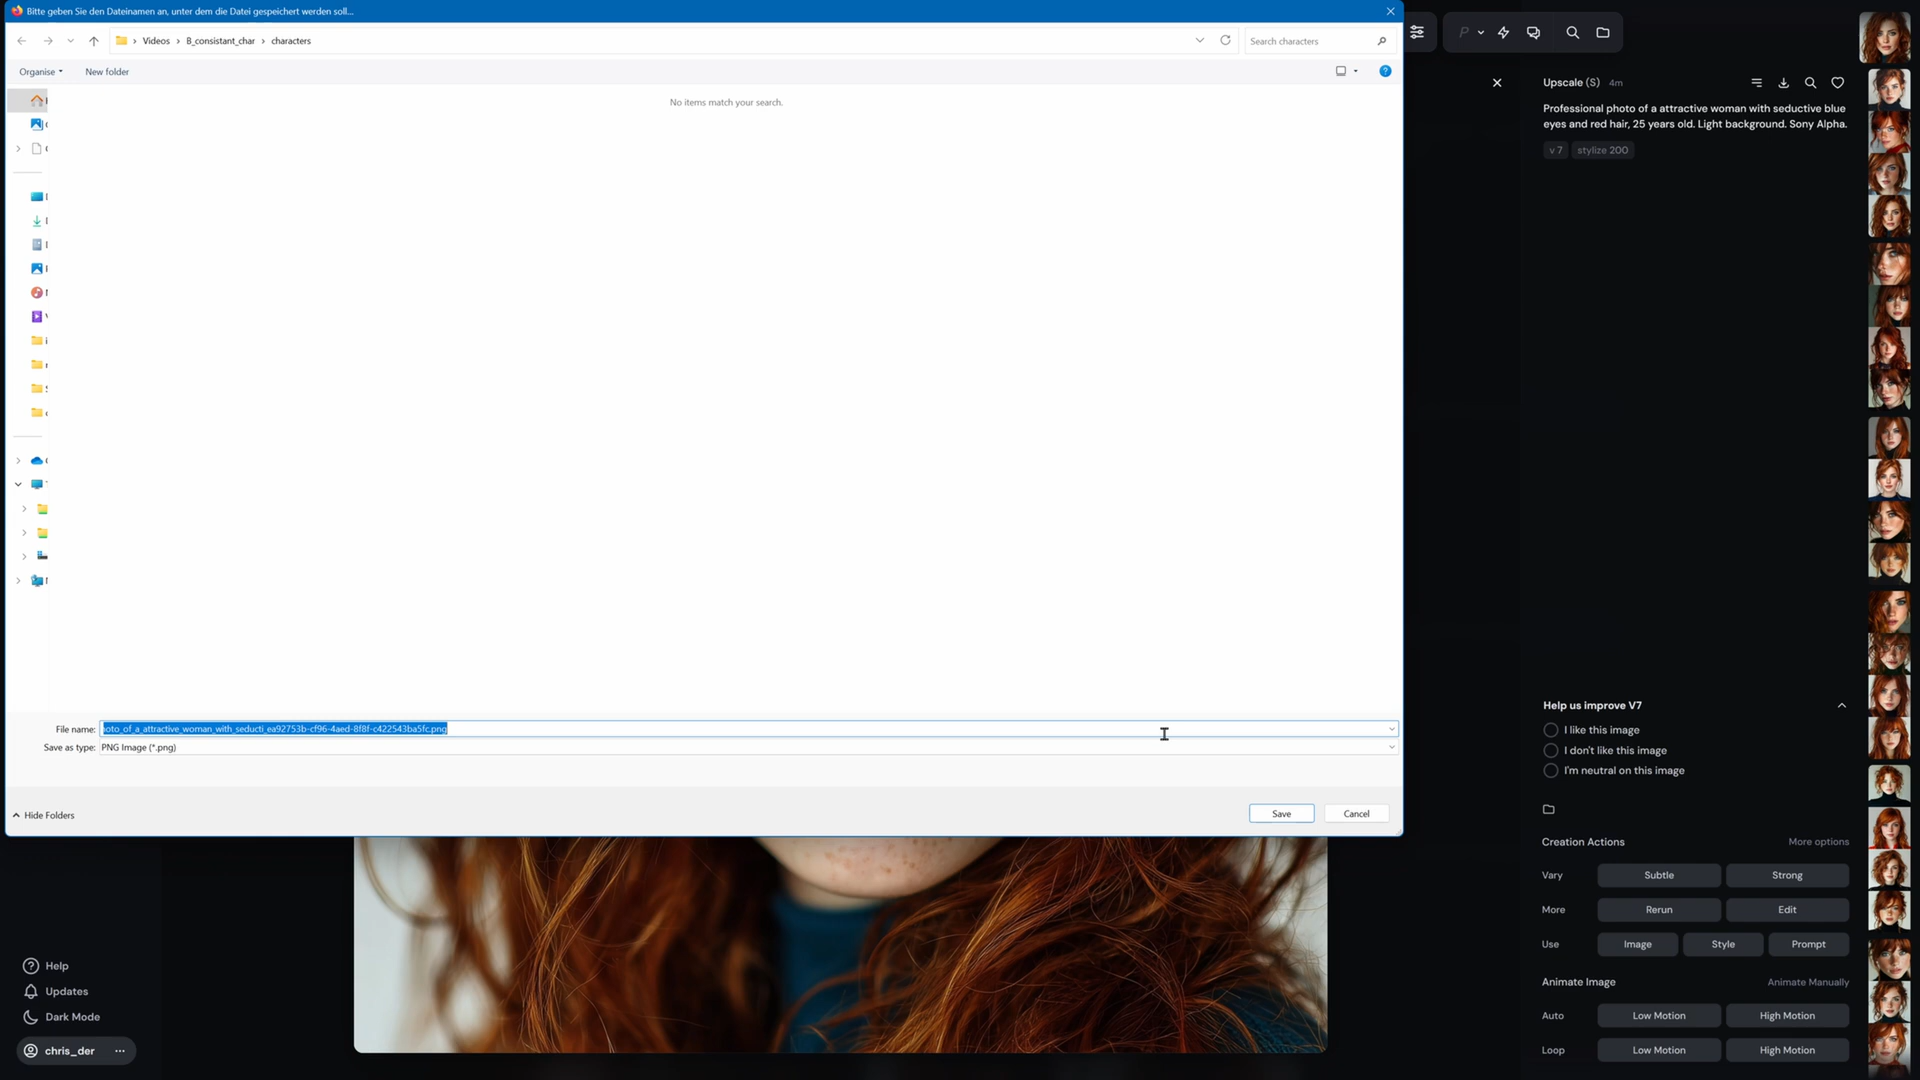 Bitte geben Sie den Dateinamen an, unter dem die Datei gespeichert werden soll...
Videos > B_consistant_char > characters
Search characters
Organise
New folder
No items match your search.
File name: oto_of_a_attractive_woman_with_seducti_ea92753b-cf96-4aed-8f8f-c422543ba5fc.png
Save as type: PNG Image (*.png)
Hide Folders
Save
Cancel
Upscale (S) 4m
Professional photo of a attractive woman with seductive blue
eyes and red hair, 25 years old. Light background. Sony Alpha.
v 7
stylize 200
Help us improve V7
I like this image
I don't like this image
I'm neutral on this image
Creation Actions
More options
Vary
Subtle
Strong
More
Rerun
Edit
Use
Image
Style
Prompt
Animate Image
Animate Manually
Auto
Low Motion
High Motion
Loop
Low Motion
High Motion
Help
Updates
Dark Mode
chris_der